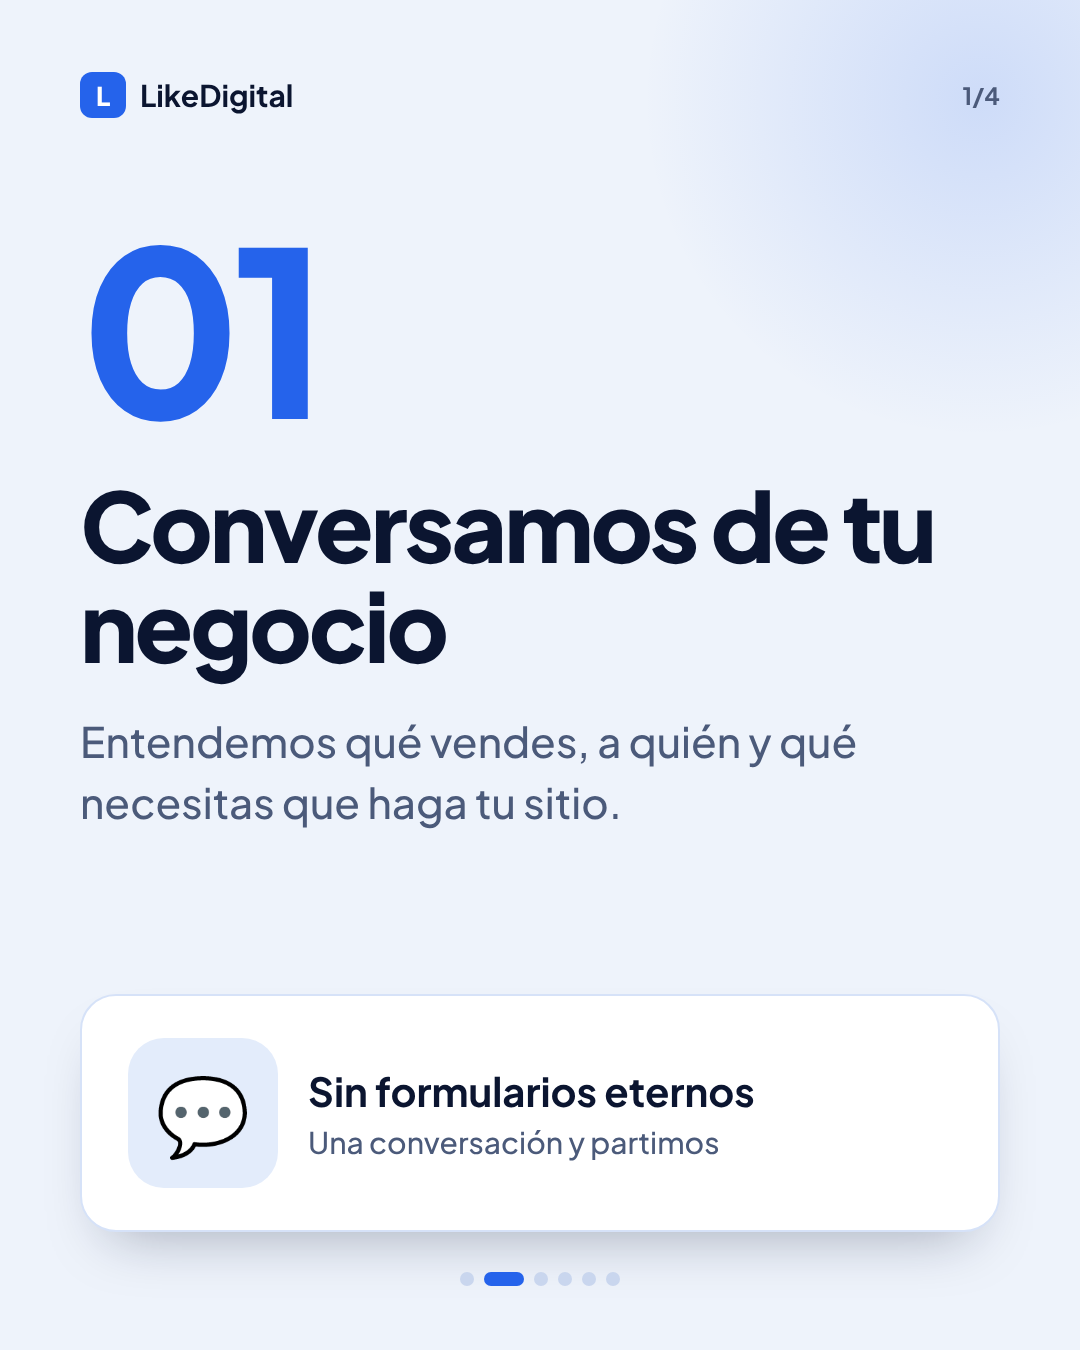 L LikeDigital
1/4
01
Conversamos de tu
negocio
Entendemos qué vendes, a quién y qué
necesitas que haga tu sitio.
Sin formularios eternos
Una conversación y partimos